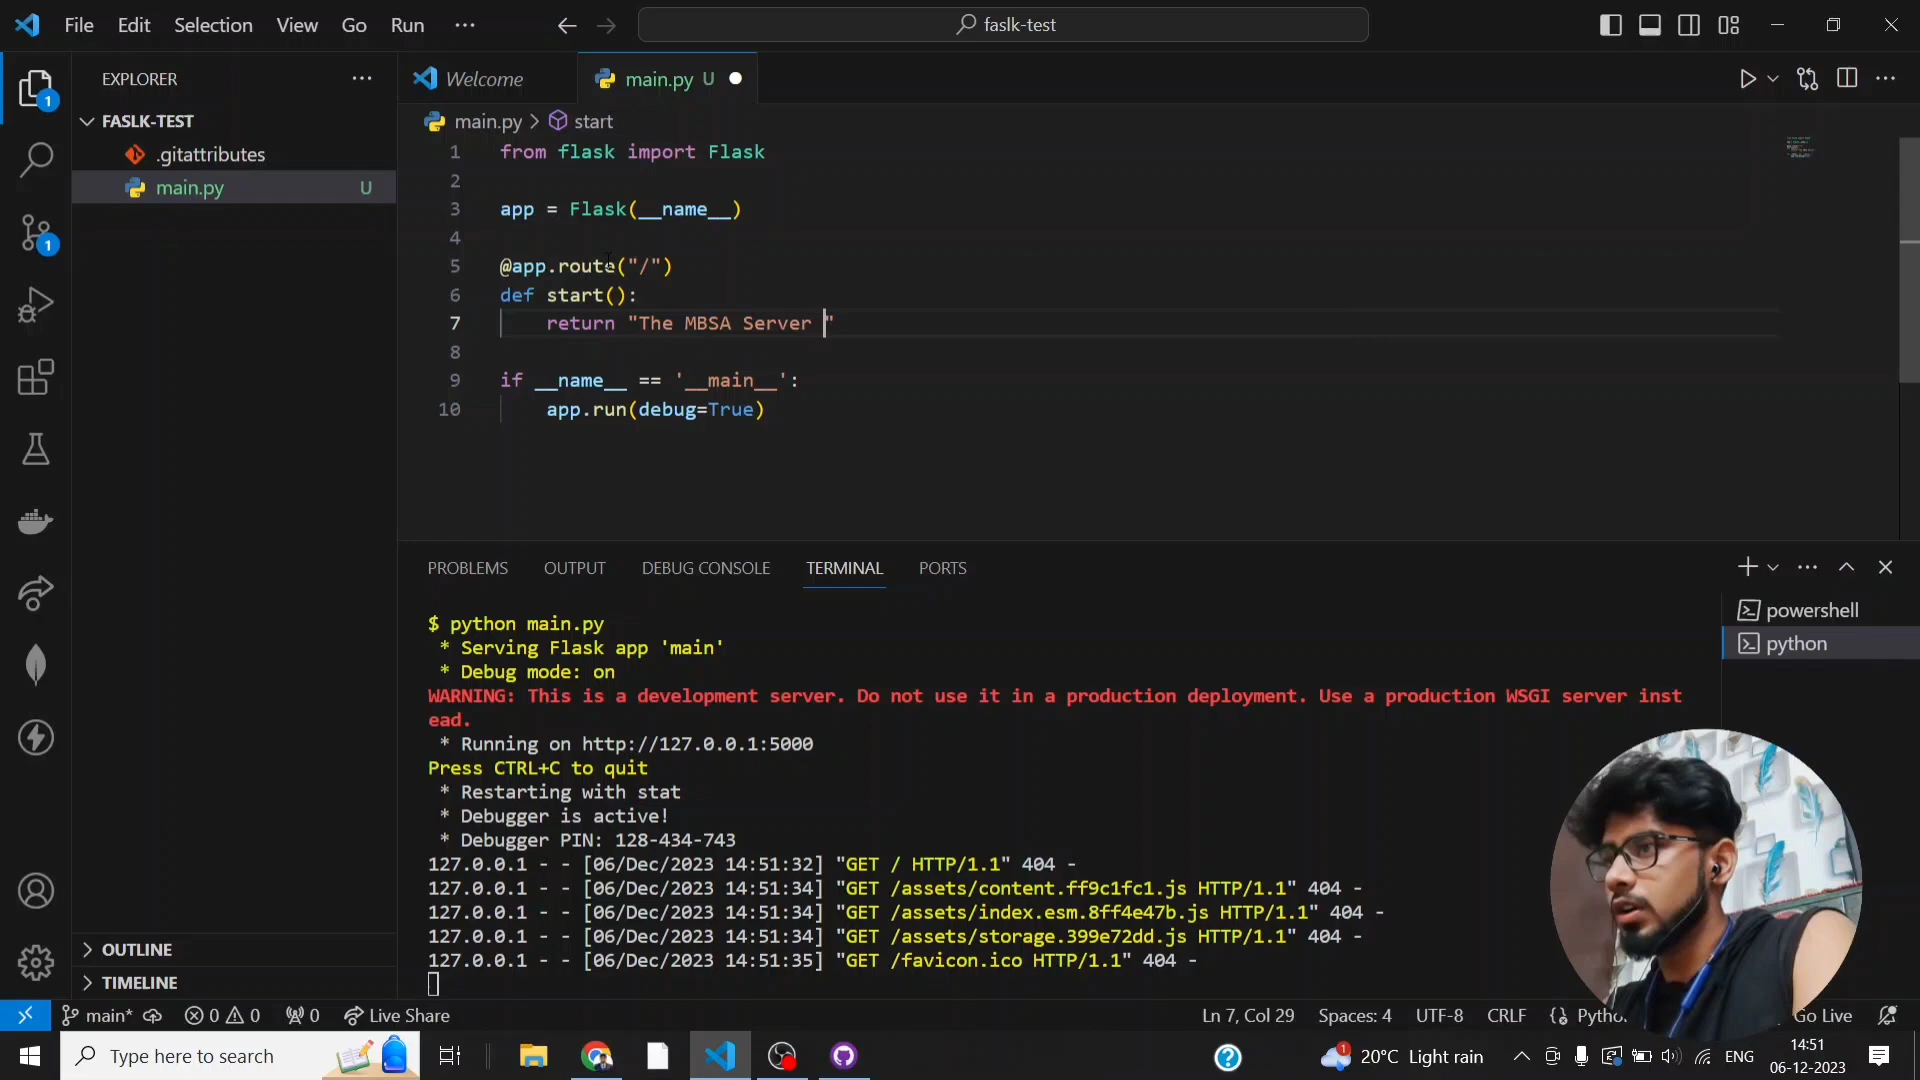 File Edit Selection View Go Run ... faslk-test
EXPLORER ...
Welcome main.py U
FASLK-TEST
main.py > start
.gitattributes
main.py U
1 from flask import Flask
2
3 app = Flask(__name__)
4
5 @app.route("/")
6 def start():
7 return "The MBSA Server "
8
9 if __name__ == '__main__':
10 app.run(debug=True)
PROBLEMS OUTPUT DEBUG CONSOLE TERMINAL PORTS
powershell
python
$ python main.py
* Serving Flask app 'main'
* Debug mode: on
WARNING: This is a development server. Do not use it in a production deployment. Use a production WSGI server inst
ead.
* Running on http://127.0.0.1:5000
Press CTRL+C to quit
* Restarting with stat
* Debugger is active!
* Debugger PIN: 128-434-743
127.0.0.1 - - [06/Dec/2023 14:51:32] "GET / HTTP/1.1" 404 -
127.0.0.1 - - [06/Dec/2023 14:51:34] "GET /assets/content.ff9c1fc1.js HTTP/1.1" 404 -
127.0.0.1 - - [06/Dec/2023 14:51:34] "GET /assets/index.esm.8ff4e47b.js HTTP/1.1" 404 -
127.0.0.1 - - [06/Dec/2023 14:51:34] "GET /assets/storage.399e72dd.js HTTP/1.1" 404 -
127.0.0.1 - - [06/Dec/2023 14:51:35] "GET /favicon.ico HTTP/1.1" 404 -
OUTLINE
TIMELINE
main* 0 0 0 Live Share Ln 7, Col 29 Spaces: 4 UTF-8 CRLF Go Live
Type here to search 20°C Light rain ENG
14:51
06-12-2023